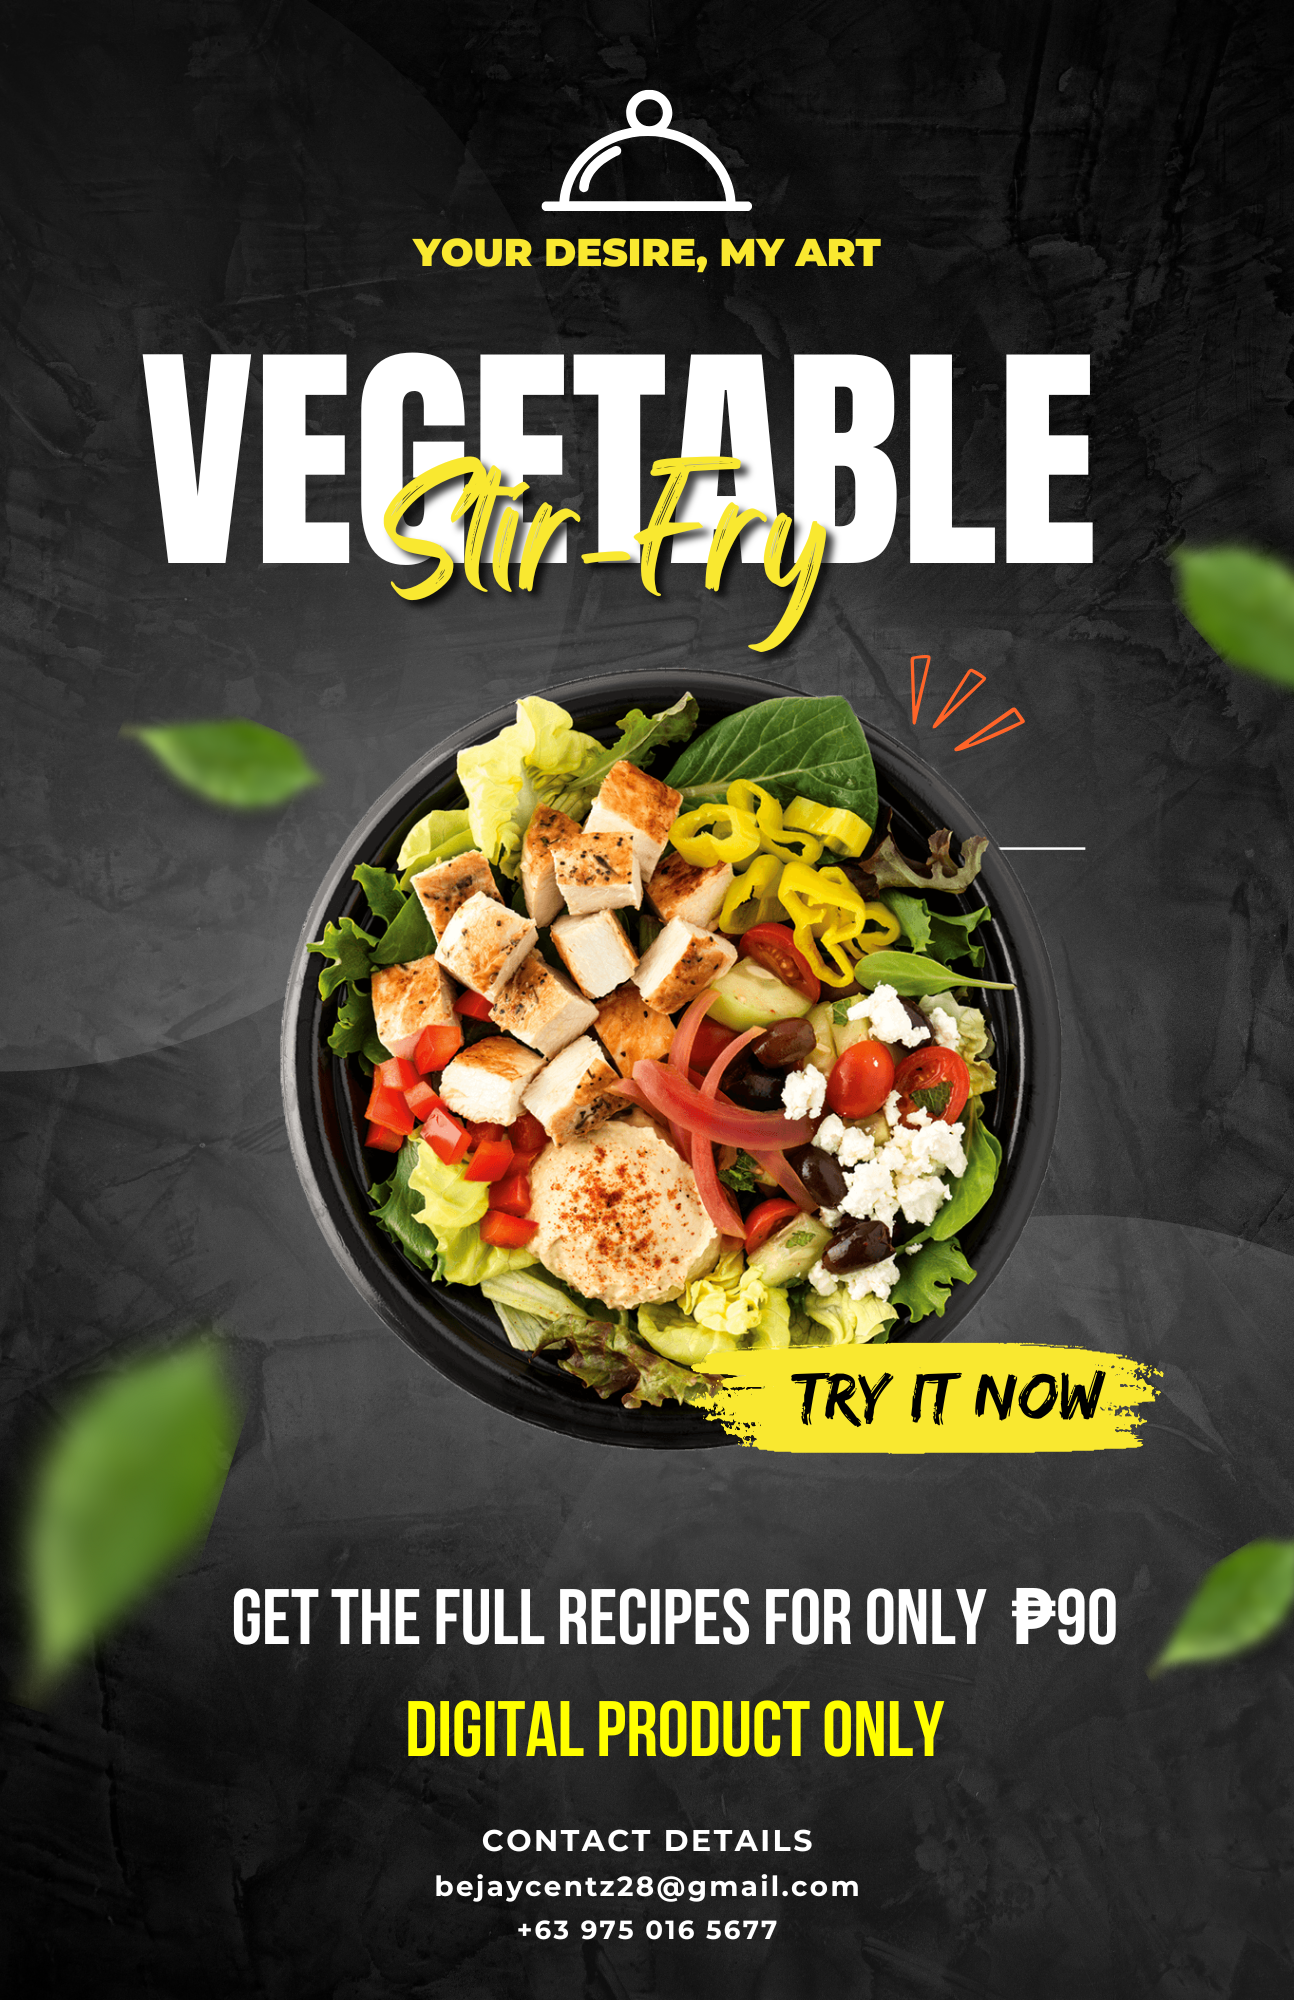 YOUR DESIRE, MY ART
VEGETABLE
Stir-Fry
TRY IT NOW
GET THE FULL RECIPES FOR ONLY ₱90
DIGITAL PRODUCT ONLY
CONTACT DETAILS
bejaycentz28@gmail.com
+63 975 016 5677